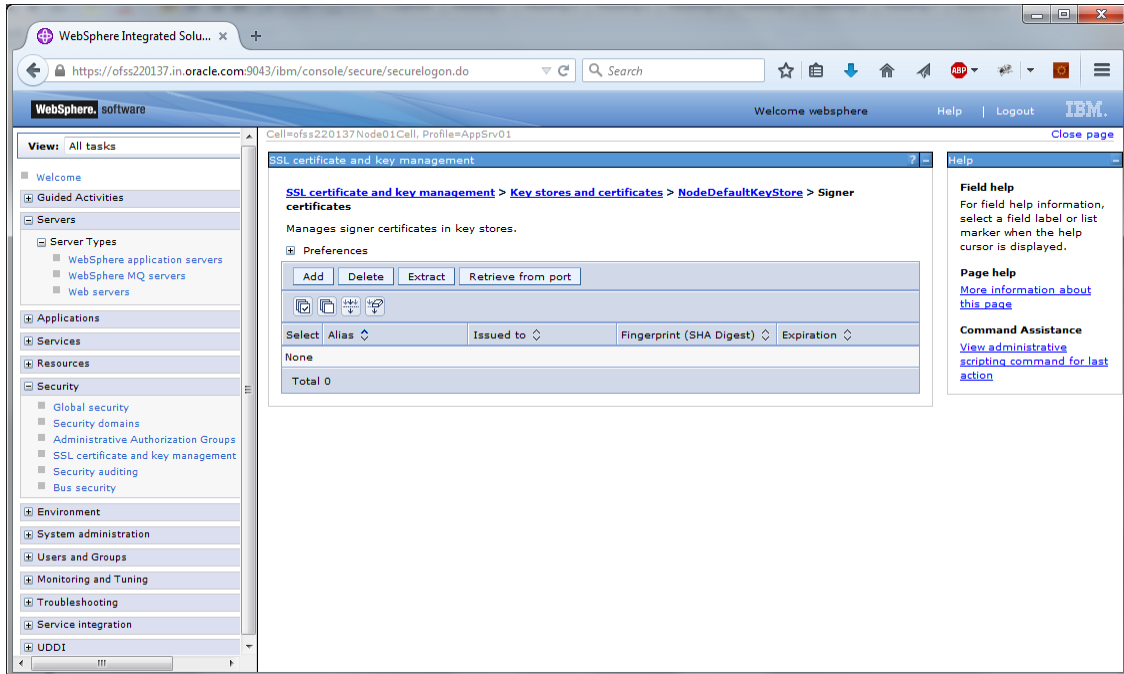 WebSphere Integrated Solu... ×
https://ofss220137.in.oracle.com:9043/ibm/console/secure/securelogon.do
Search
ABP
WebSphere. software
Welcome websphere
Help | Logout
IBM.
View: All tasks
Welcome
Guided Activities
Servers
Server Types
WebSphere application servers
WebSphere MQ servers
Web servers
Applications
Services
Resources
Security
Global security
Security domains
Administrative Authorization Groups
SSL certificate and key management
Security auditing
Bus security
Environment
System administration
Users and Groups
Monitoring and Tuning
Troubleshooting
Service integration
UDDI
Cell=ofss220137Node01Cell, Profile=AppSrv01
Close page
SSL certificate and key management ? -
SSL certificate and key management > Key stores and certificates > NodeDefaultKeyStore > Signer
certificates
Manages signer certificates in key stores.
Preferences
Add Delete Extract Retrieve from port
Select Alias Issued to Fingerprint (SHA Digest) Expiration
None
Total 0
Help -
Field help
For field help information,
select a field label or list
marker when the help
cursor is displayed.
Page help
More information about
this page
Command Assistance
View administrative
scripting command for last
action